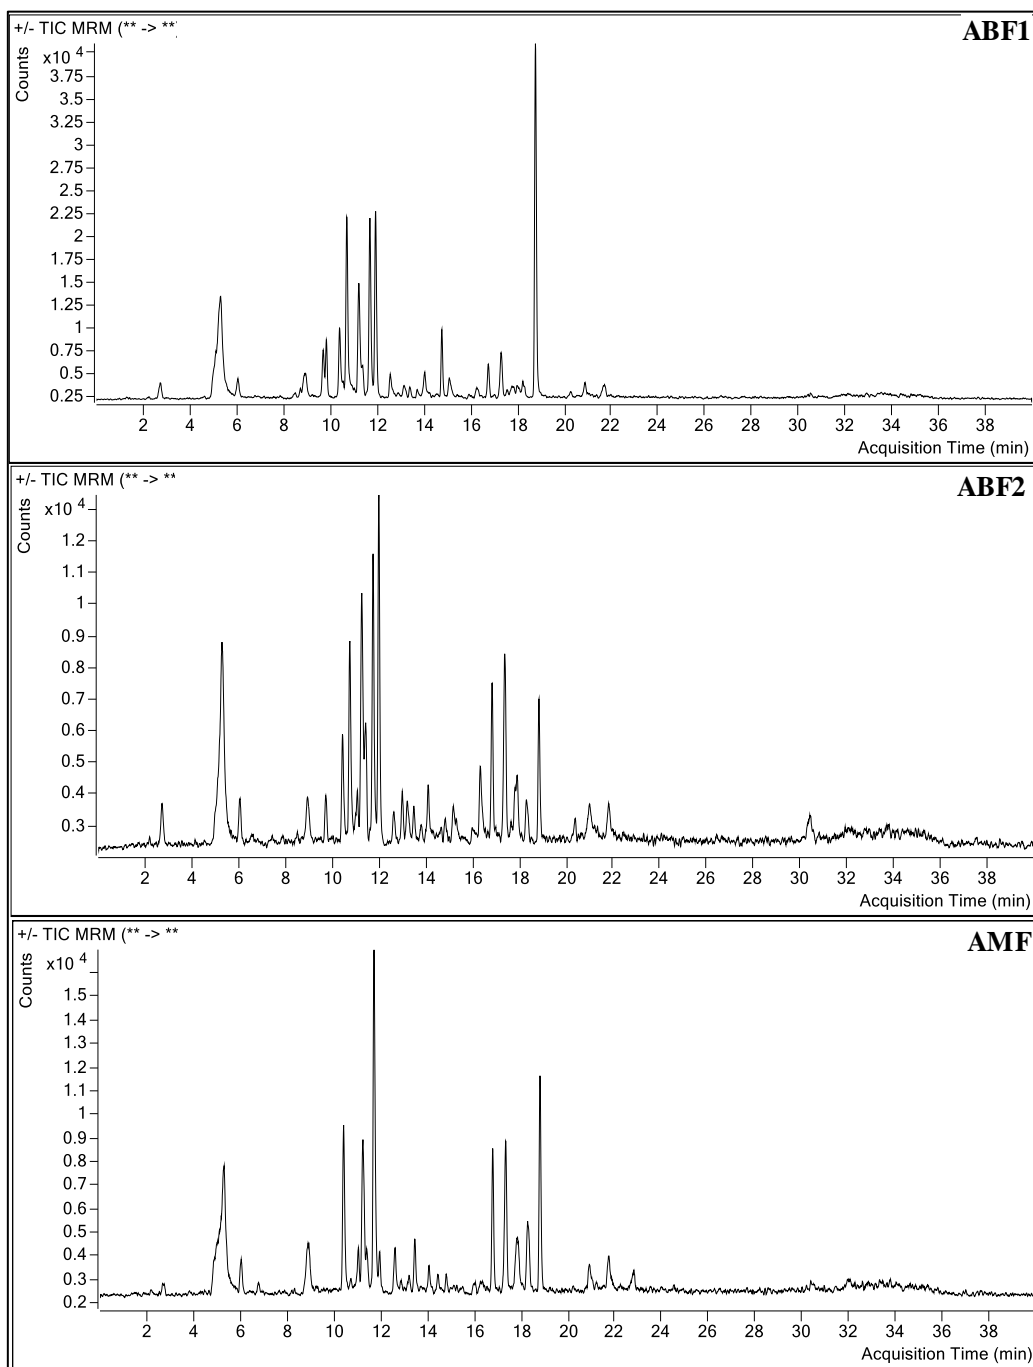 +/- TIC MRM (** -> **
ABF1
Counts
x10 4
4
3.75
3.5
3.25
3
2.75
2.5
2.25
2
1.75
1.5
1.25
1
0.75
0.5
0.25
2 4 6 8 10 12 14 16 18 20 22 24 26 28 30 32 34 36 38
Acquisition Time (min)
+/- TIC MRM (** -> **
ABF2
Counts
x10 4
1.2
1.1
1
0.9
0.8
0.7
0.6
0.5
0.4
0.3
2 4 6 8 10 12 14 16 18 20 22 24 26 28 30 32 34 36 38
Acquisition Time (min)
+/- TIC MRM (** -> **
AMF
Counts
x10 4
1.5
1.4
1.3
1.2
1.1
1
0.9
0.8
0.7
0.6
0.5
0.4
0.3
0.2
2 4 6 8 10 12 14 16 18 20 22 24 26 28 30 32 34 36 38
Acquisition Time (min)